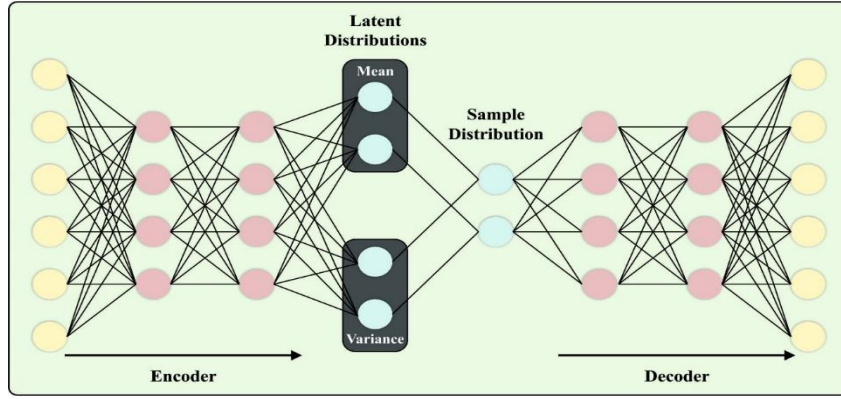 Latent
Distributions
Mean
Sample
Distribution
Variance
Encoder
Decoder